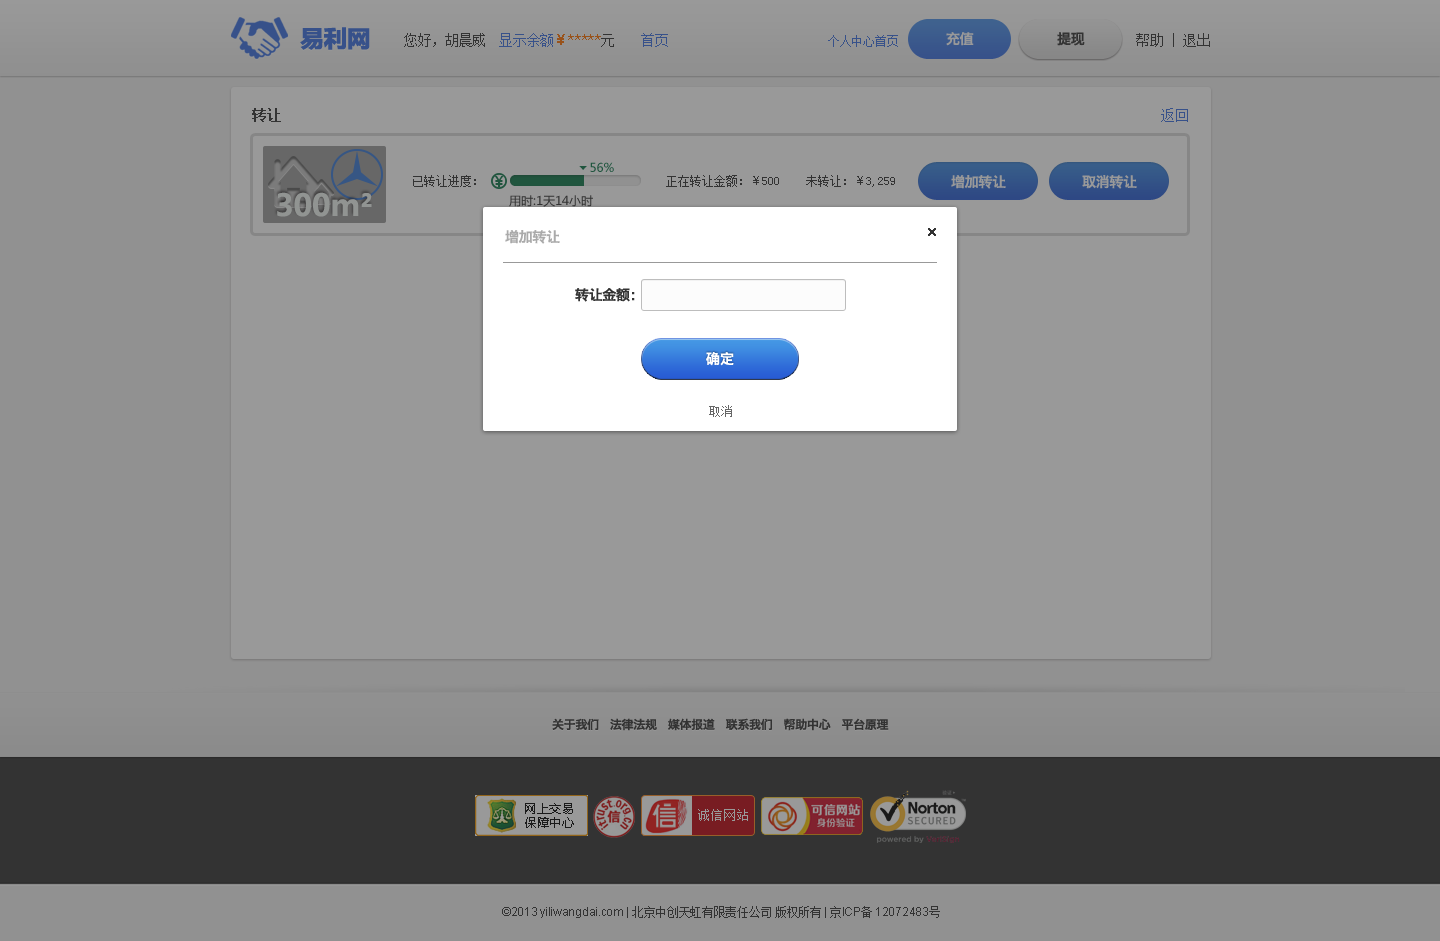 易利网
您好，胡晨威 显示余额￥*****元 首页
个人中心首页 充值 提现 帮助 | 退出
转让 返回
300m²
已转让进度：
56%
用时:1天14小时
正在转让金额：￥500 未转让：￥3,259
增加转让 取消转让
增加转让
转让金额：
确定
取消
关于我们 法律法规 媒体报道 联系我们 帮助中心 平台原理
网上交易
保障中心
itrust.org.cn
信
信
诚信网站
可信网站
身份验证
Norton
SECURED
powered by VeriSign
©2013 yiliwangdai.com | 北京中创天虹有限责任公司 版权所有 | 京ICP备 12072483号